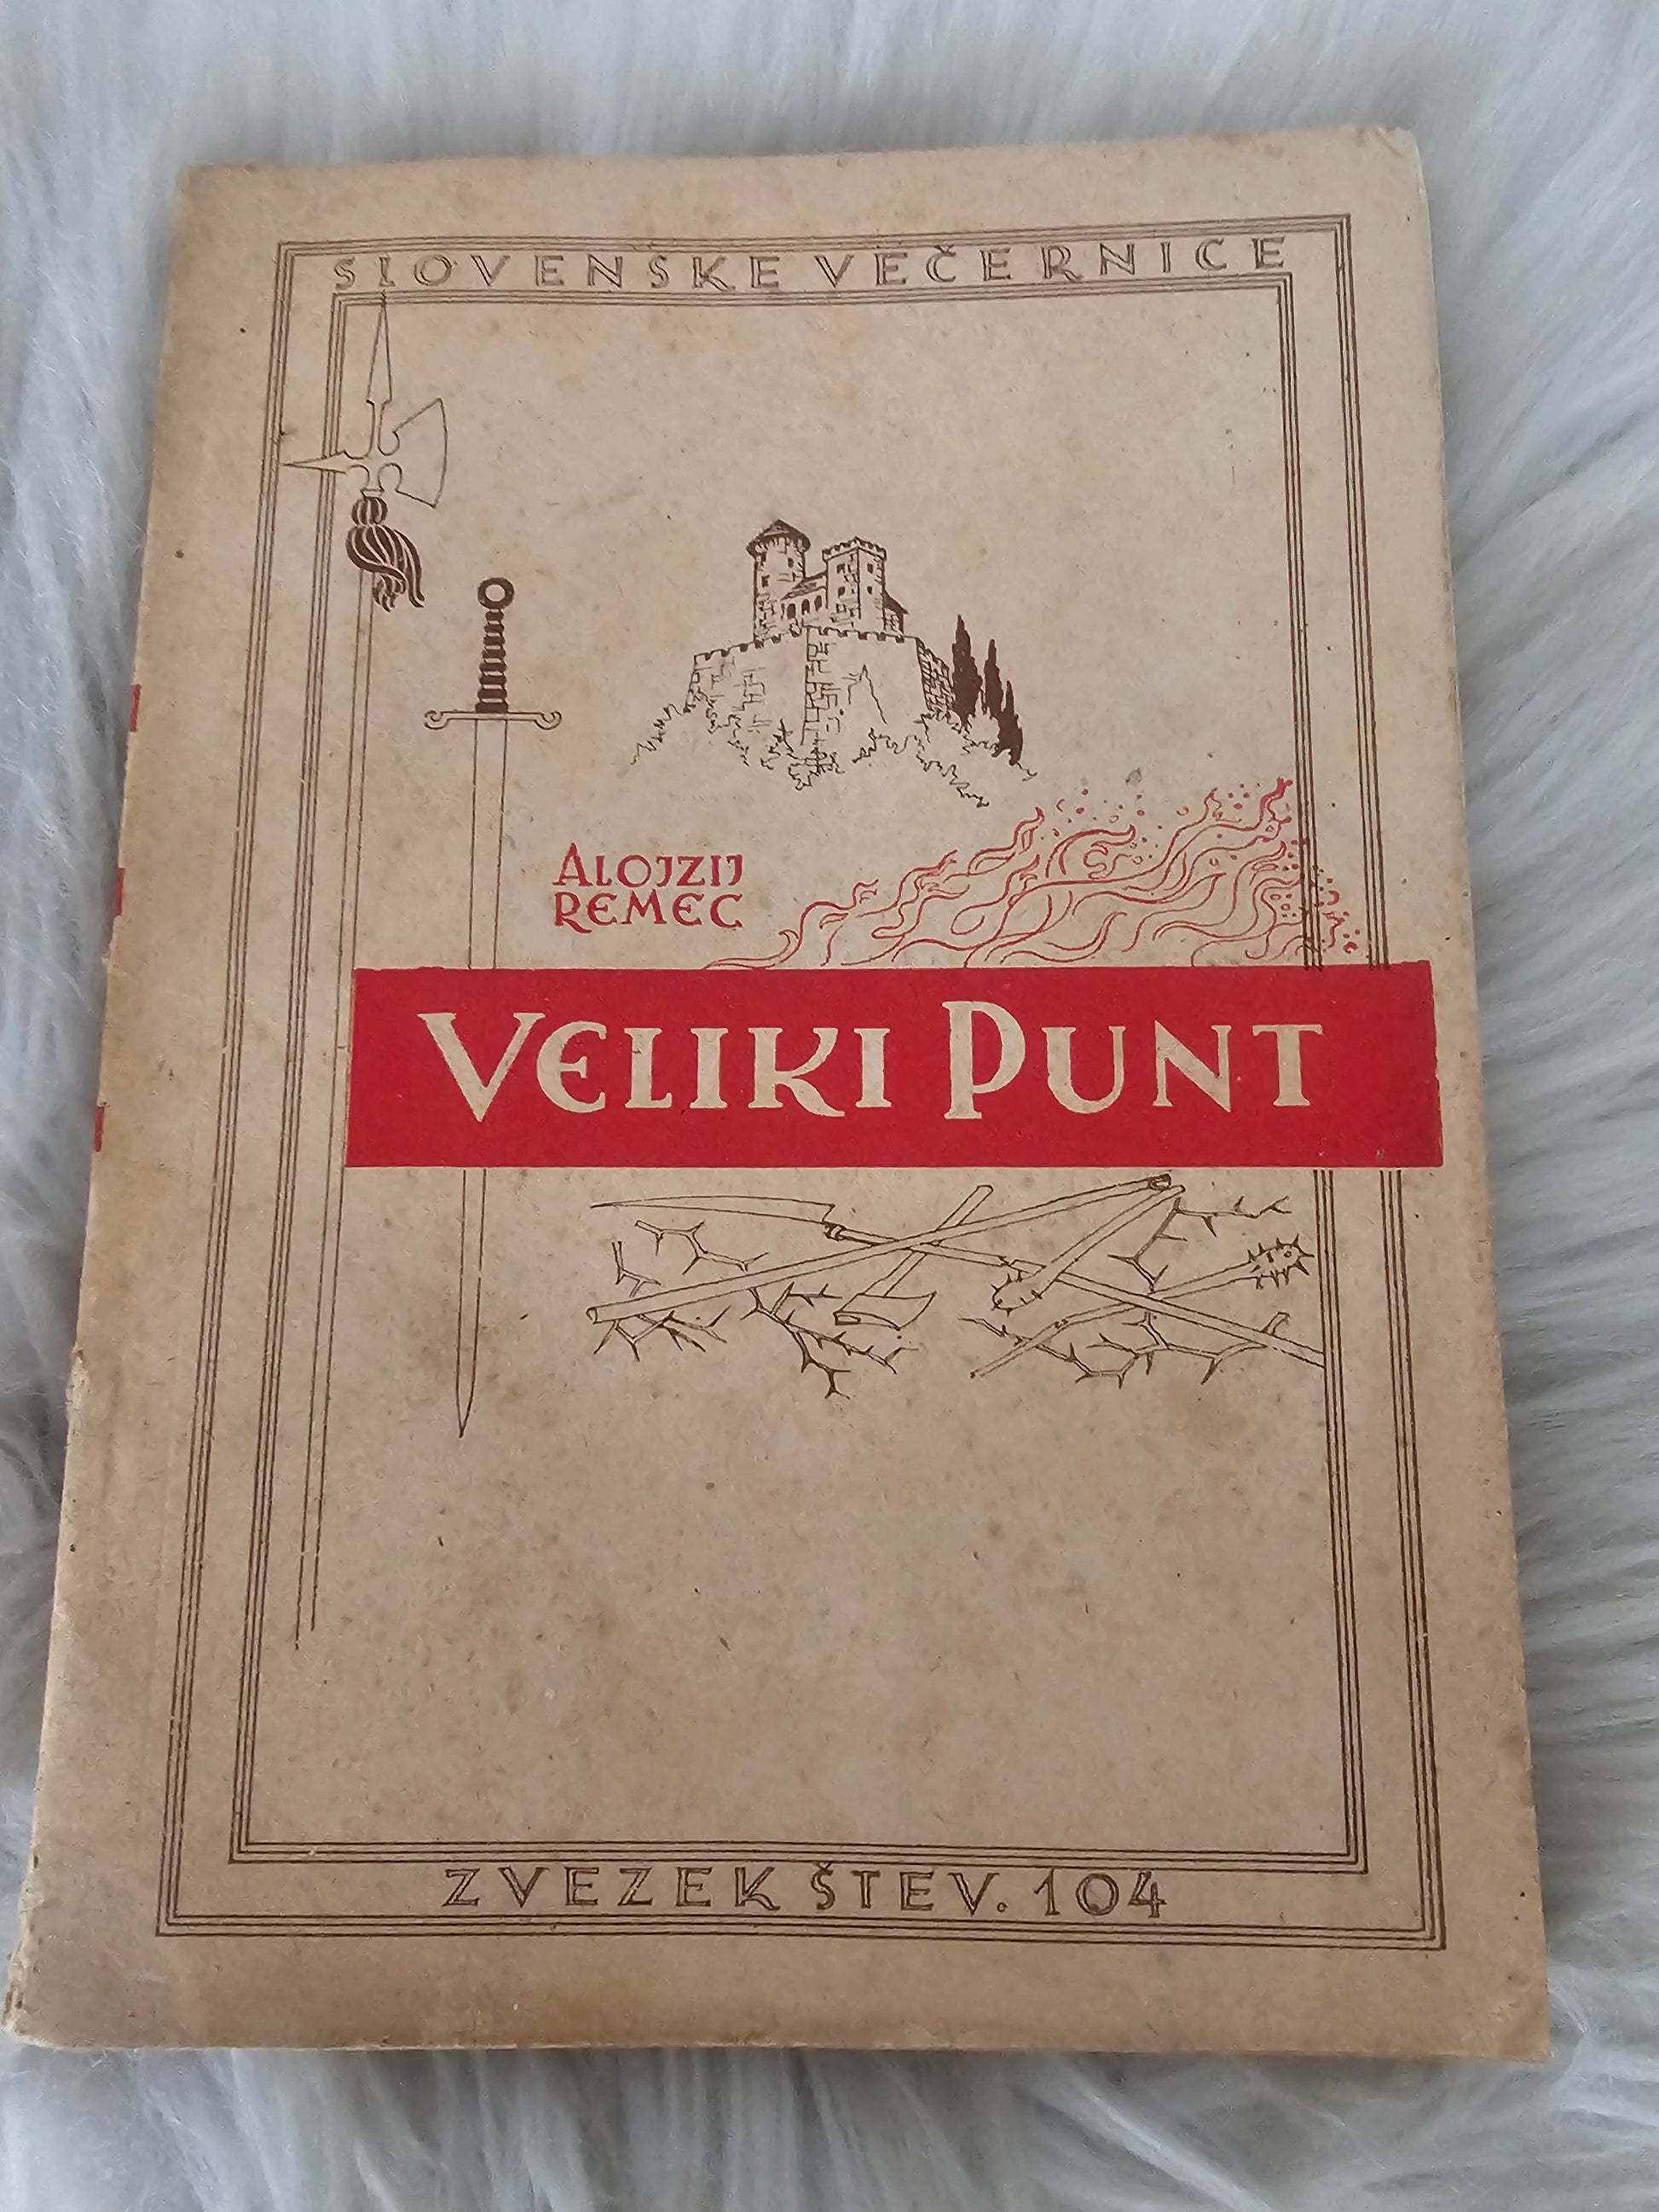 SLOVENSKE VEČERNICE
ALOJZIJ
REMEC
VELIKI PUNT
ZVEZEK ŠTEV. 104